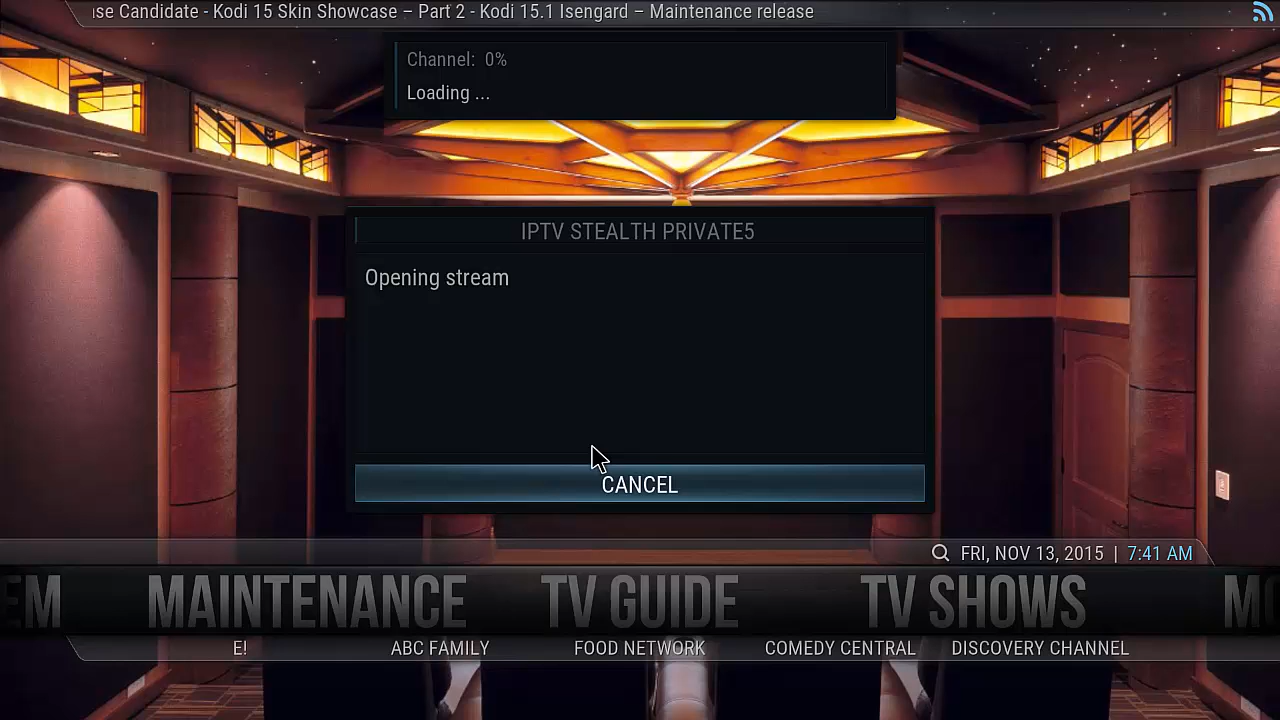 ıse Candidate - Kodi 15 Skin Showcase – Part 2 - Kodi 15.1 Isengard – Maintenance release
Channel: 0%
Loading ...
IPTV STEALTH PRIVATE5
Opening stream
CANCEL
FRI, NOV 13, 2015 | 7:41 AM
EM MAINTENANCE TV GUIDE TV SHOWS MO
E! ABC FAMILY FOOD NETWORK COMEDY CENTRAL DISCOVERY CHANNEL